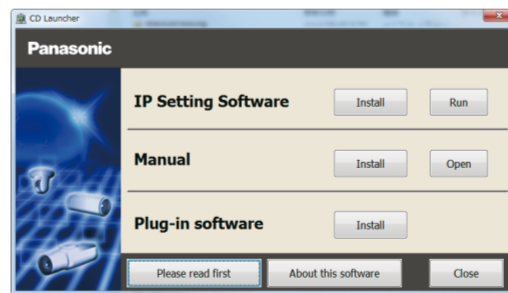 CD Launcher
Panasonic
IP Setting Software Install Run
Manual Install Open
Plug-in software Install
Please read first About this software Close